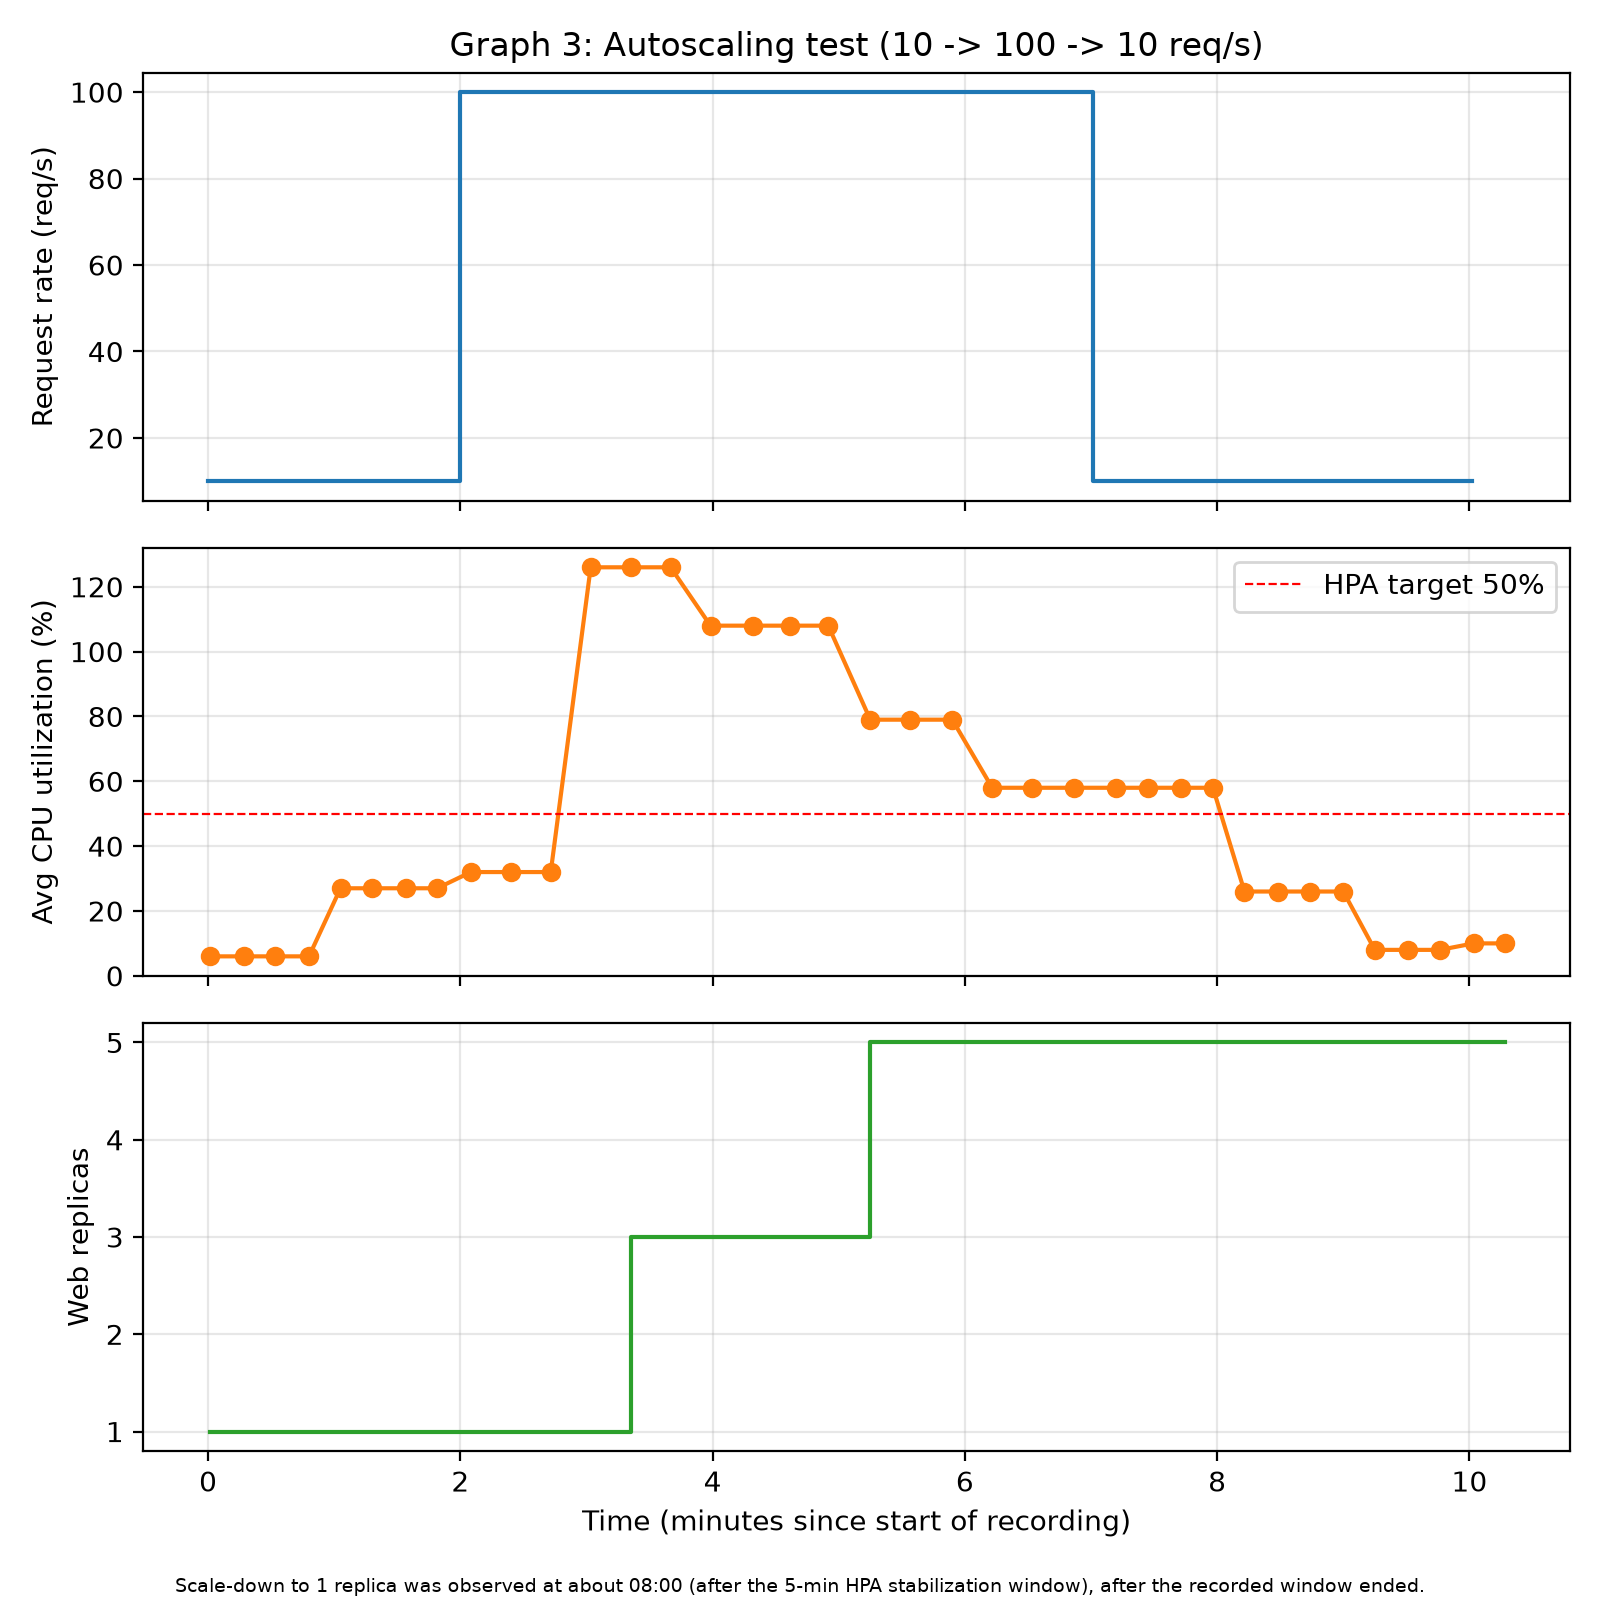 Graph 3: Autoscaling test (10 -> 100 -> 10 req/s)
Request rate (req/s)
100
80
60
40
20
Avg CPU utilization (%)
120
100
80
60
40
20
0
HPA target 50%
Web replicas
5
4
3
2
1
0 2 4 6 8 10
Time (minutes since start of recording)
Scale-down to 1 replica was observed at about 08:00 (after the 5-min HPA stabilization window), after the recorded window ended.